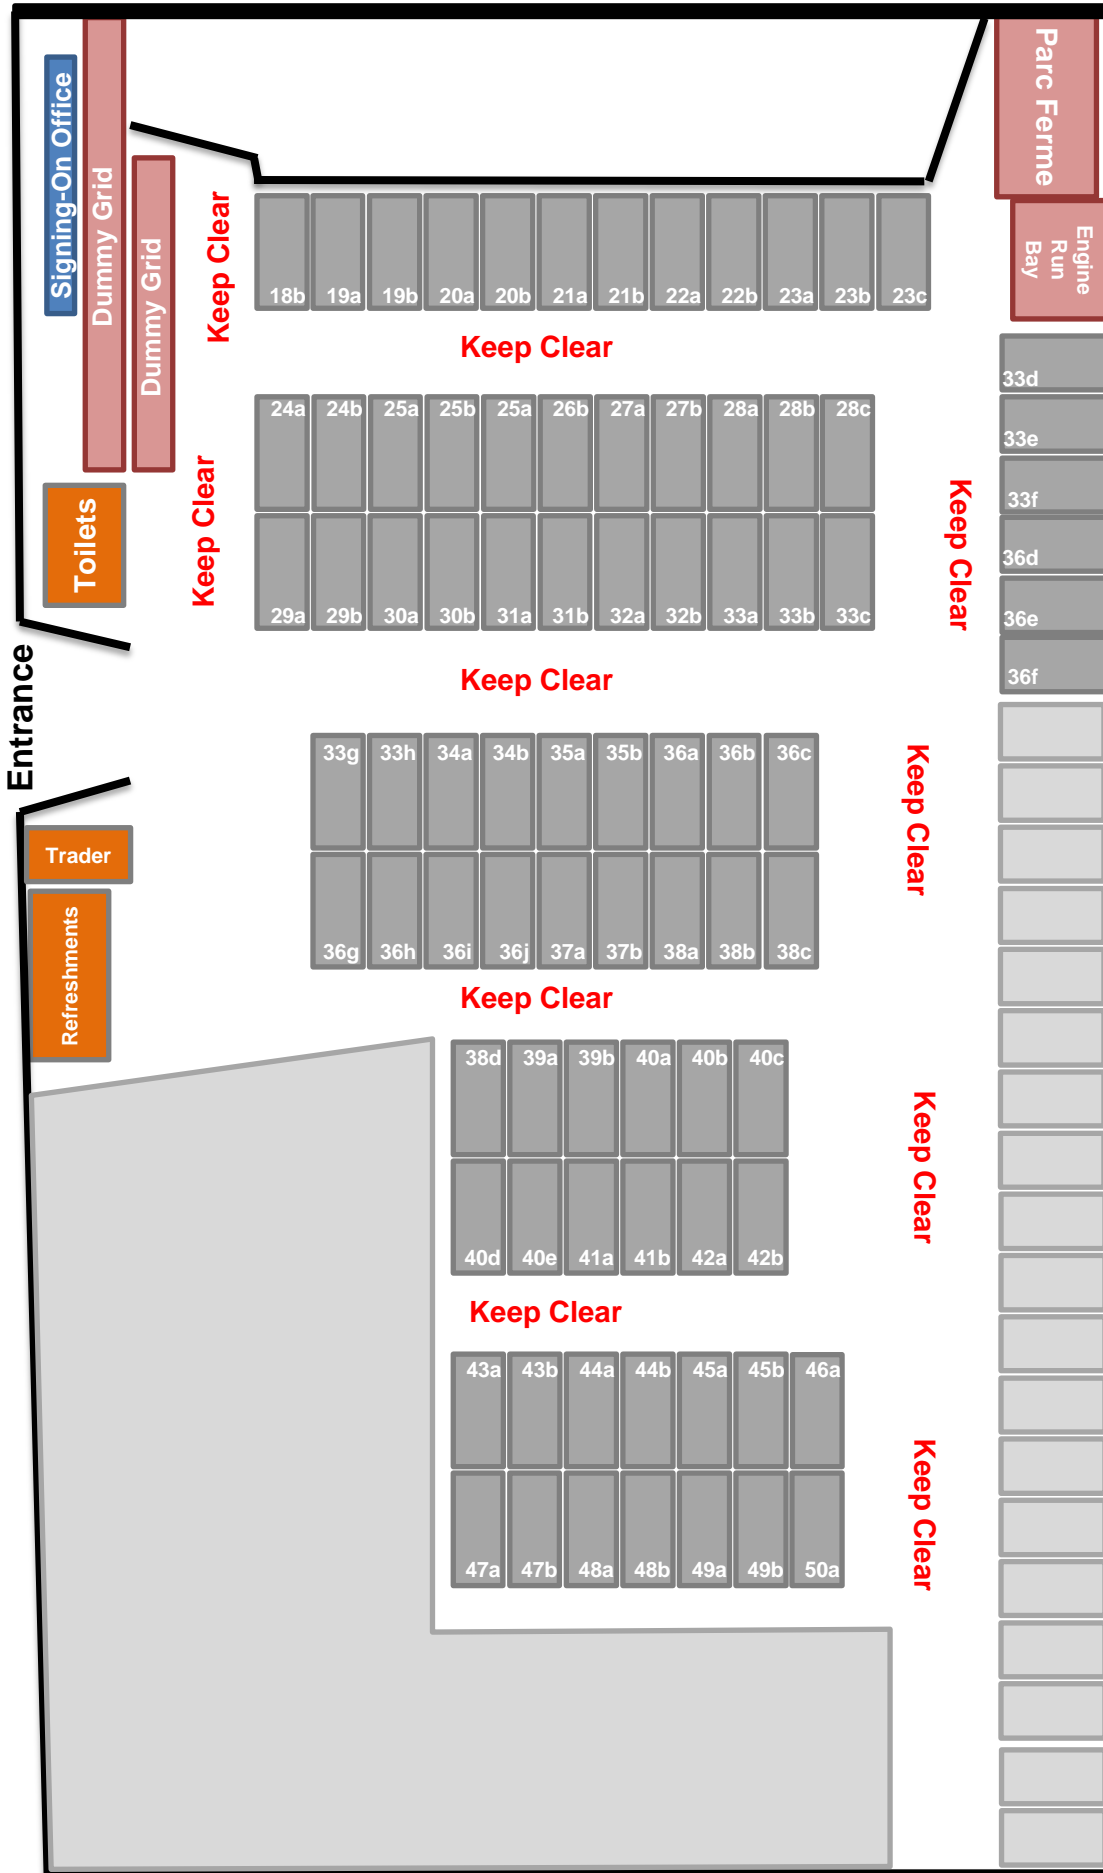 Parc Ferme
Signing-On Office
Dummy Grid
Dummy Grid
Keep Clear
Engine
Run
Bay
18b 19a 19b 20a 20b 21a 21b 22a 22b 23a 23b 23c
Keep Clear
33d
24a 24b 25a 25b 25a 26b 27a 27b 28a 28b 28c
33e
Keep Clear
Keep Clear
33f
Toilets
36d
29a 29b 30a 30b 31a 31b 32a 32b 33a 33b 33c
36e
Keep Clear
36f
Entrance
33g 33h 34a 34b 35a 35b 36a 36b 36c
Keep Clear
Trader
Refreshments
36g 36h 36i 36j 37a 37b 38a 38b 38c
Keep Clear
38d 39a 39b 40a 40b 40c
Keep Clear
40d 40e 41a 41b 42a 42b
Keep Clear
43a 43b 44a 44b 45a 45b 46a
Keep Clear
47a 47b 48a 48b 49a 49b 50a